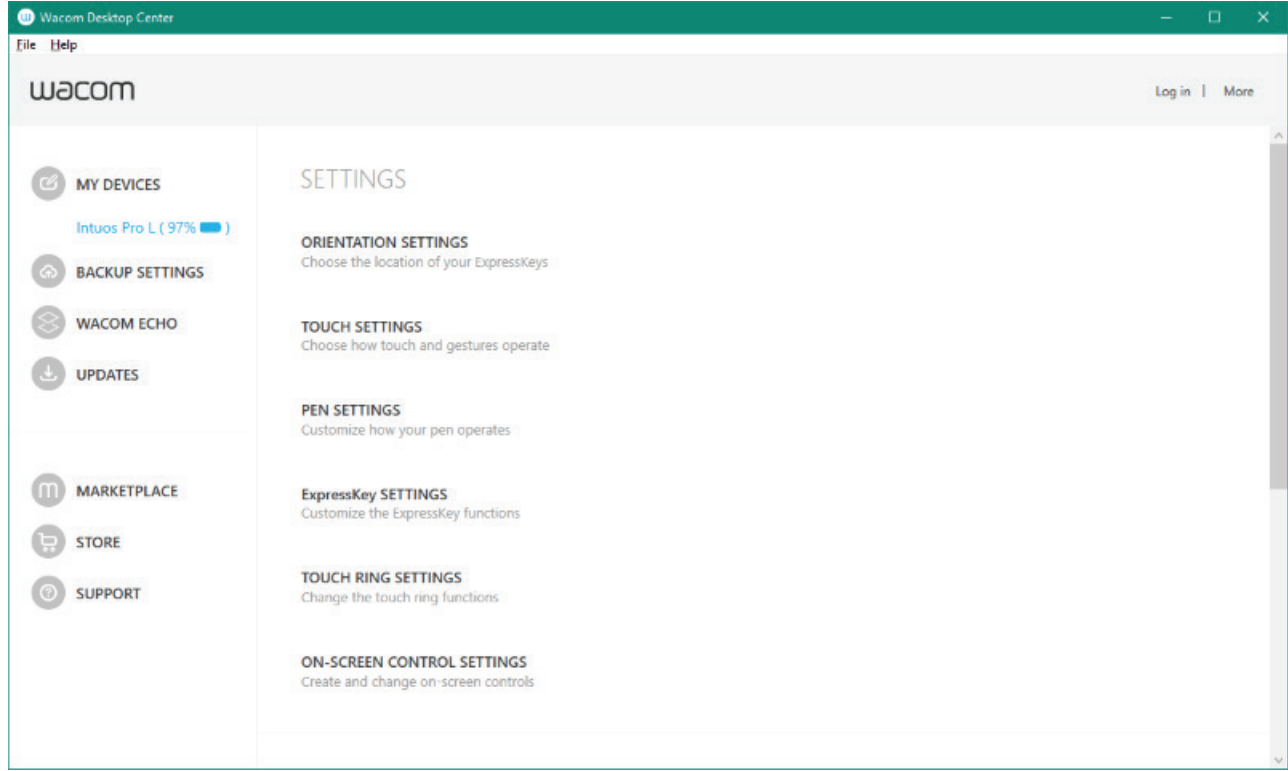 Wacom Desktop Center
File Help
wacom
Log in | More
MY DEVICES
Intuos Pro L ( 97% )
BACKUP SETTINGS
WACOM ECHO
UPDATES
MARKETPLACE
STORE
SUPPORT
SETTINGS
ORIENTATION SETTINGS
Choose the location of your ExpressKeys
TOUCH SETTINGS
Choose how touch and gestures operate
PEN SETTINGS
Customize how your pen operates
ExpressKey SETTINGS
Customize the ExpressKey functions
TOUCH RING SETTINGS
Change the touch ring functions
ON-SCREEN CONTROL SETTINGS
Create and change on-screen controls